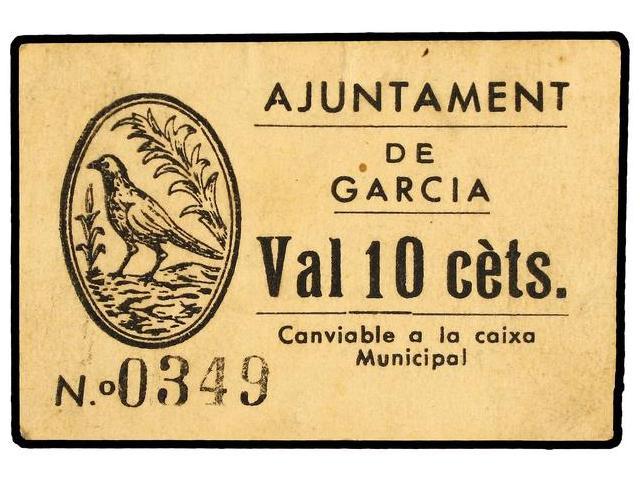 AJUNTAMENT
DE
GARCIA
Val 10 cèts.
Canviable a la caixa
Municipal
N.º 0349